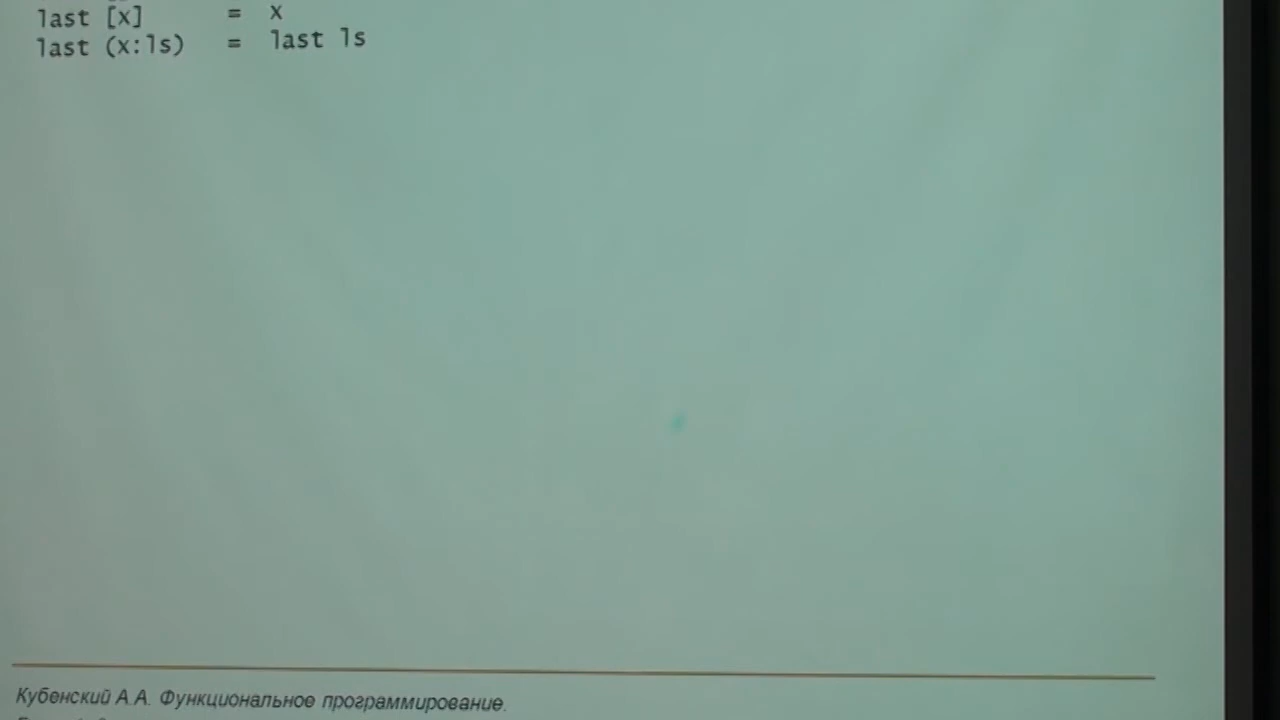 last [x] = x
last (x:ls) = last ls
Кубенский А.А. Функциональное программирование.